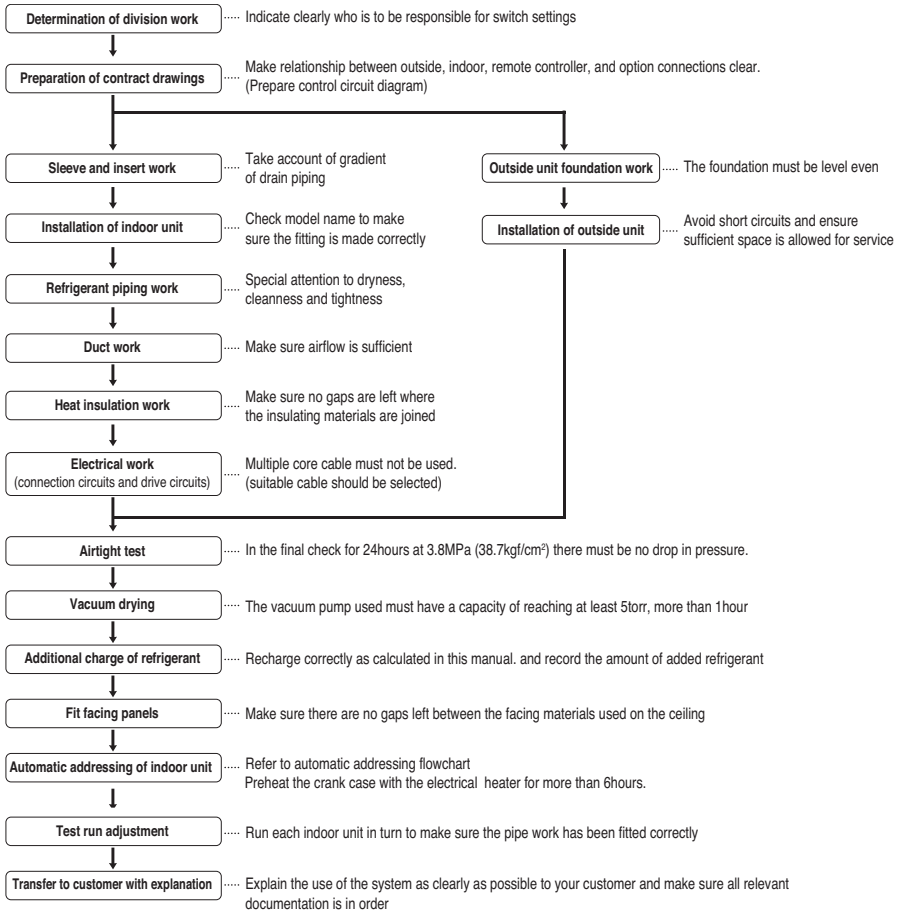 Determination of division work ..... Indicate clearly who is to be responsible for switch settings
Preparation of contract drawings ..... Make relationship between outside, indoor, remote controller, and option connections clear.
(Prepare control circuit diagram)
Sleeve and insert work ..... Take account of gradient
of drain piping
Outside unit foundation work ..... The foundation must be level even
Installation of indoor unit ..... Check model name to make
sure the fitting is made correctly
Installation of outside unit ..... Avoid short circuits and ensure
sufficient space is allowed for service
Refrigerant piping work ..... Special attention to dryness,
cleanness and tightness
Duct work ..... Make sure airflow is sufficient
Heat insulation work ..... Make sure no gaps are left where
the insulating materials are joined
Electrical work
(connection circuits and drive circuits) ..... Multiple core cable must not be used.
(suitable cable should be selected)
Airtight test ..... In the final check for 24hours at 3.8MPa (38.7kgf/cm²) there must be no drop in pressure.
Vacuum drying ..... The vacuum pump used must have a capacity of reaching at least 5torr, more than 1hour
Additional charge of refrigerant ..... Recharge correctly as calculated in this manual. and record the amount of added refrigerant
Fit facing panels ..... Make sure there are no gaps left between the facing materials used on the ceiling
Automatic addressing of indoor unit ..... Refer to automatic addressing flowchart
Preheat the crank case with the electrical heater for more than 6hours.
Test run adjustment ..... Run each indoor unit in turn to make sure the pipe work has been fitted correctly
Transfer to customer with explanation ..... Explain the use of the system as clearly as possible to your customer and make sure all relevant
documentation is in order